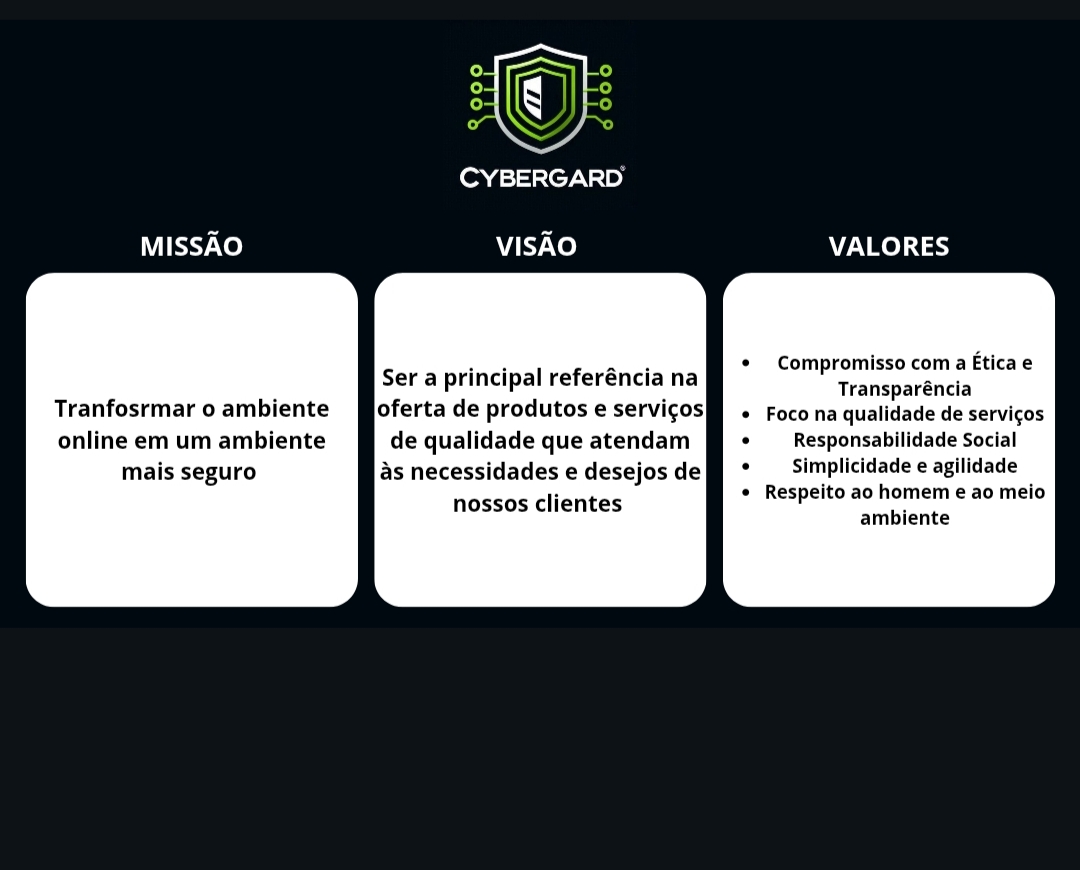 CYBERGARD®
MISSÃO
VISÃO
VALORES
Tranfosrmar o ambiente
online em um ambiente
mais seguro
Ser a principal referência na
oferta de produtos e serviços
de qualidade que atendam
às necessidades e desejos de
nossos clientes
• Compromisso com a Ética e
Transparência
• Foco na qualidade de serviços
• Responsabilidade Social
• Simplicidade e agilidade
• Respeito ao homem e ao meio
ambiente